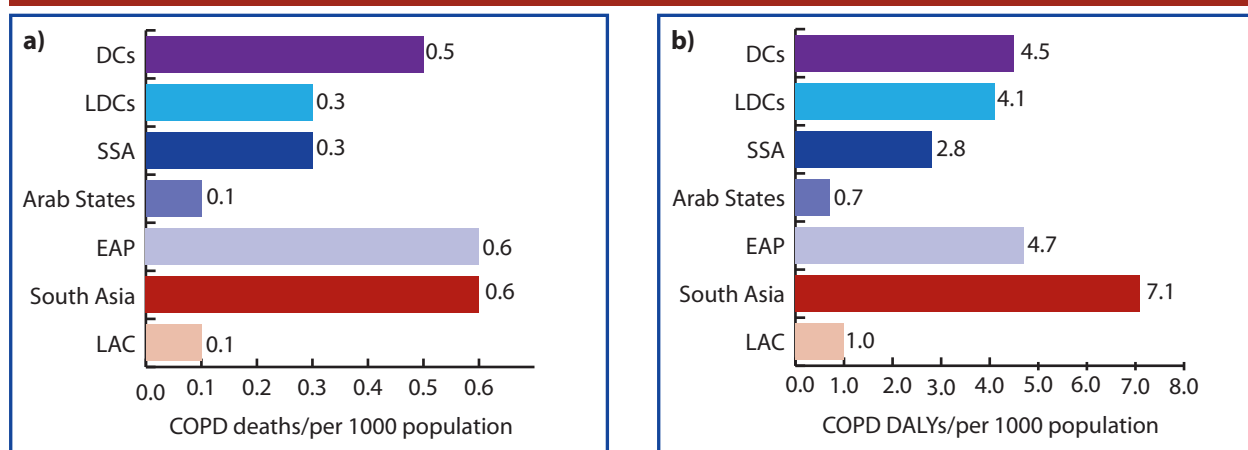 a)
DCs 0.5
LDCs 0.3
SSA 0.3
Arab States 0.1
EAP 0.6
South Asia 0.6
LAC 0.1
0.0 0.1 0.2 0.3 0.4 0.5 0.6
COPD deaths/per 1000 population
b)
DCs 4.5
LDCs 4.1
SSA 2.8
Arab States 0.7
EAP 4.7
South Asia 7.1
LAC 1.0
0.0 1.0 2.0 3.0 4.0 5.0 6.0 7.0 8.0
COPD DALYs/per 1000 population